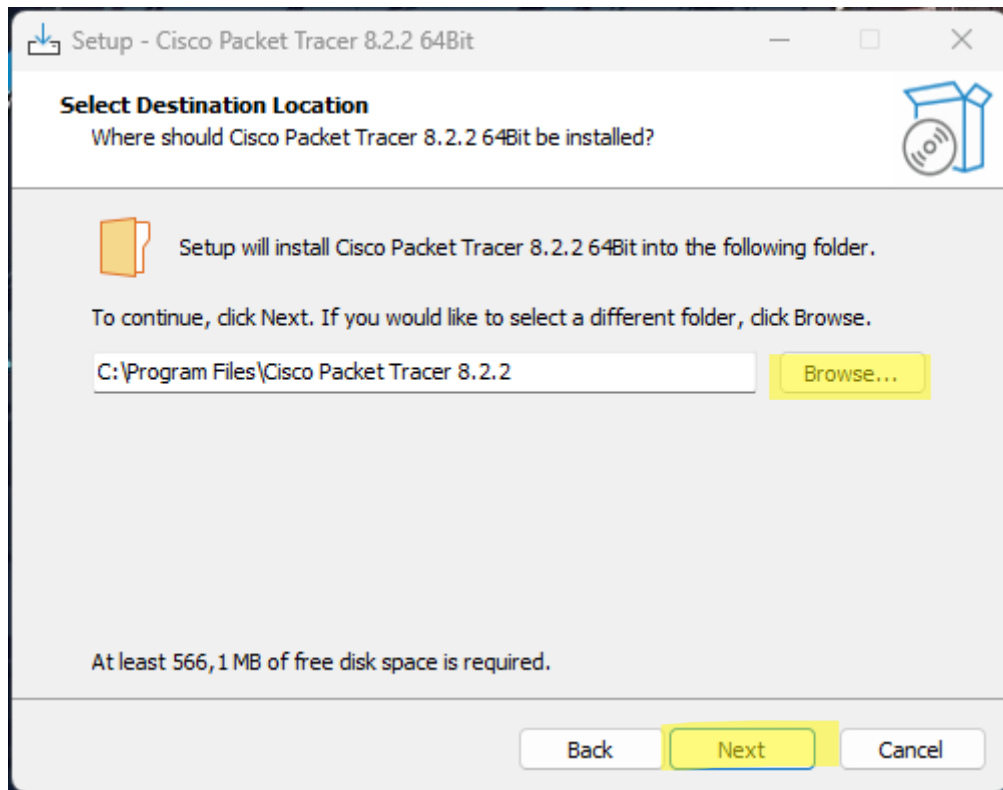 Setup - Cisco Packet Tracer 8.2.2 64Bit
Select Destination Location
Where should Cisco Packet Tracer 8.2.2 64Bit be installed?
Setup will install Cisco Packet Tracer 8.2.2 64Bit into the following folder.
To continue, click Next. If you would like to select a different folder, click Browse.
C:\Program Files\Cisco Packet Tracer 8.2.2
Browse...
At least 566,1 MB of free disk space is required.
Back Next Cancel